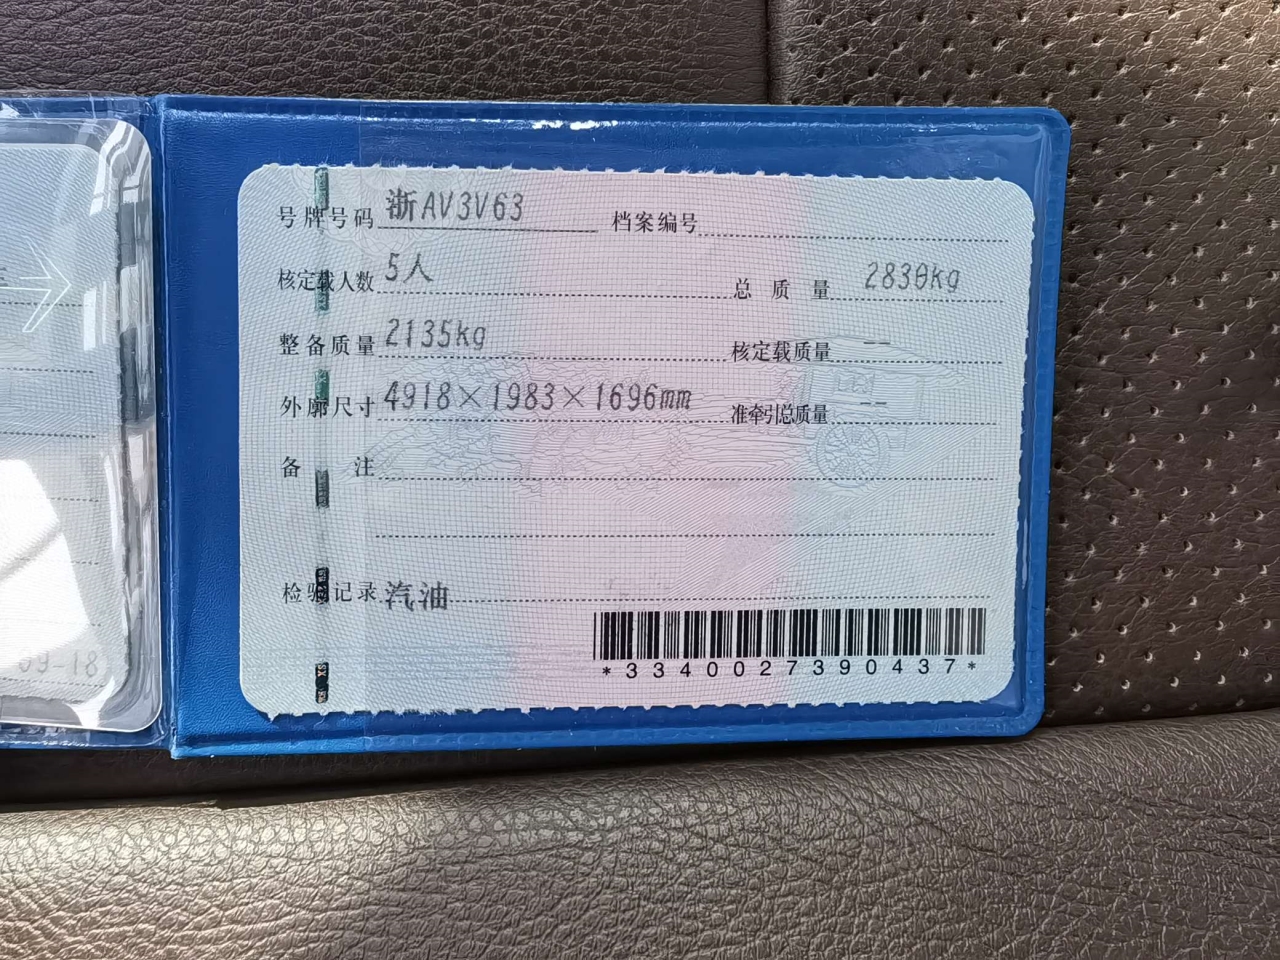 号牌号码 浙AV3V63 档案编号
核定载人数 5人 总质量 2830kg
整备质量 2135kg 核定载质量 --
外廓尺寸 4918×1983×1696mm 准牵引总质量 --
备注
检验记录 汽油
*3340027390437*
09-18